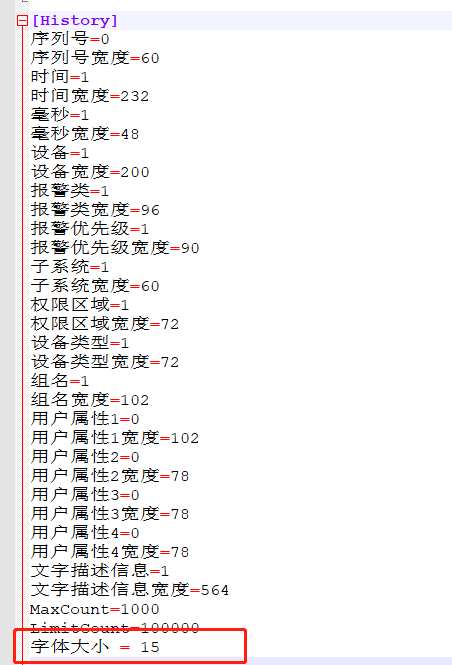 [History]
序列号=0
序列号宽度=60
时间=1
时间宽度=232
毫秒=1
毫秒宽度=48
设备=1
设备宽度=200
报警类=1
报警类宽度=96
报警优先级=1
报警优先级宽度=90
子系统=1
子系统宽度=60
权限区域=1
权限区域宽度=72
设备类型=1
设备类型宽度=72
组名=1
组名宽度=102
用户属性1=0
用户属性1宽度=102
用户属性2=0
用户属性2宽度=78
用户属性3=0
用户属性3宽度=78
用户属性4=0
用户属性4宽度=78
文字描述信息=1
文字描述信息宽度=564
MaxCount=1000
LimitCount=100000
字体大小 = 15